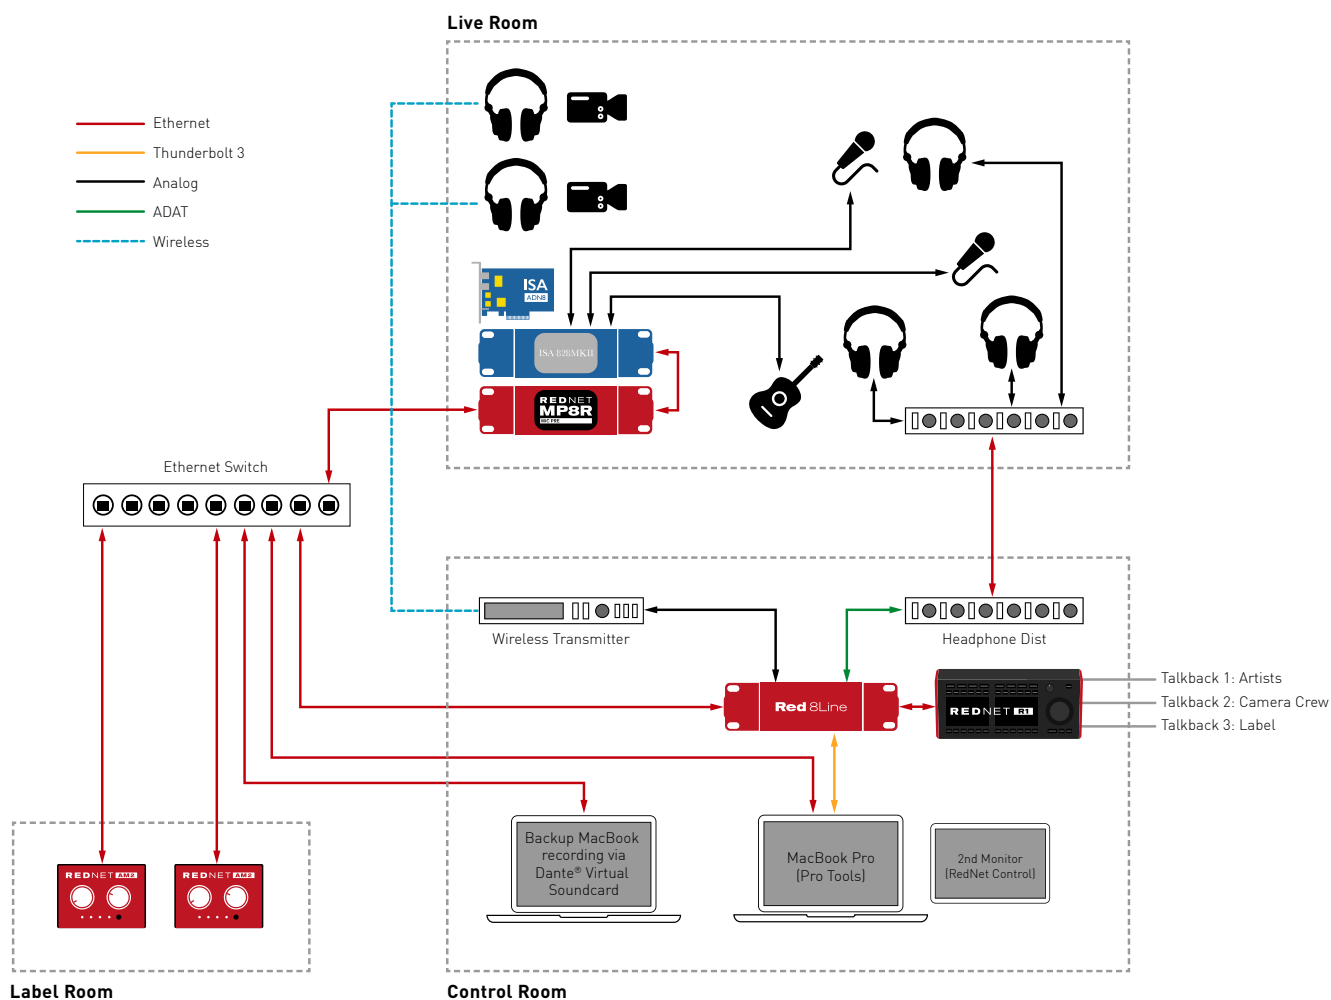 Live Room
Ethernet
Thunderbolt 3
Analog
ADAT
Wireless
ISA
ADN8
ISA 828MKII
REDNET
MP8R
MIC PRE
Ethernet Switch
Wireless Transmitter
Headphone Dist
Red 8Line
REDNET R1
Talkback 1: Artists
Talkback 2: Camera Crew
Talkback 3: Label
Backup MacBook
recording via
Dante® Virtual
Soundcard
MacBook Pro
(Pro Tools)
2nd Monitor
(RedNet Control)
REDNET AM2
REDNET AM2
Label Room
Control Room